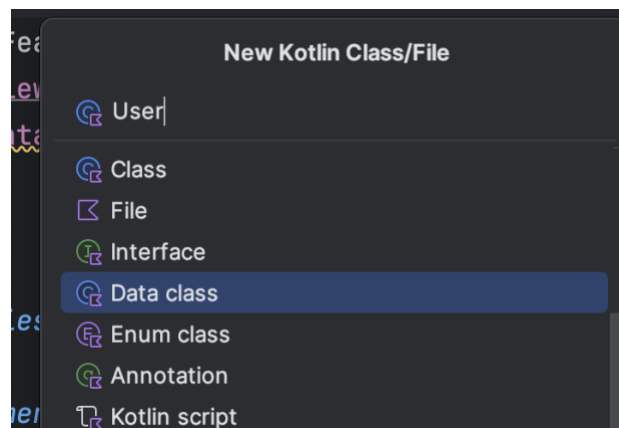 New Kotlin Class/File
User
Class
File
Interface
Data class
Enum class
Annotation
Kotlin script